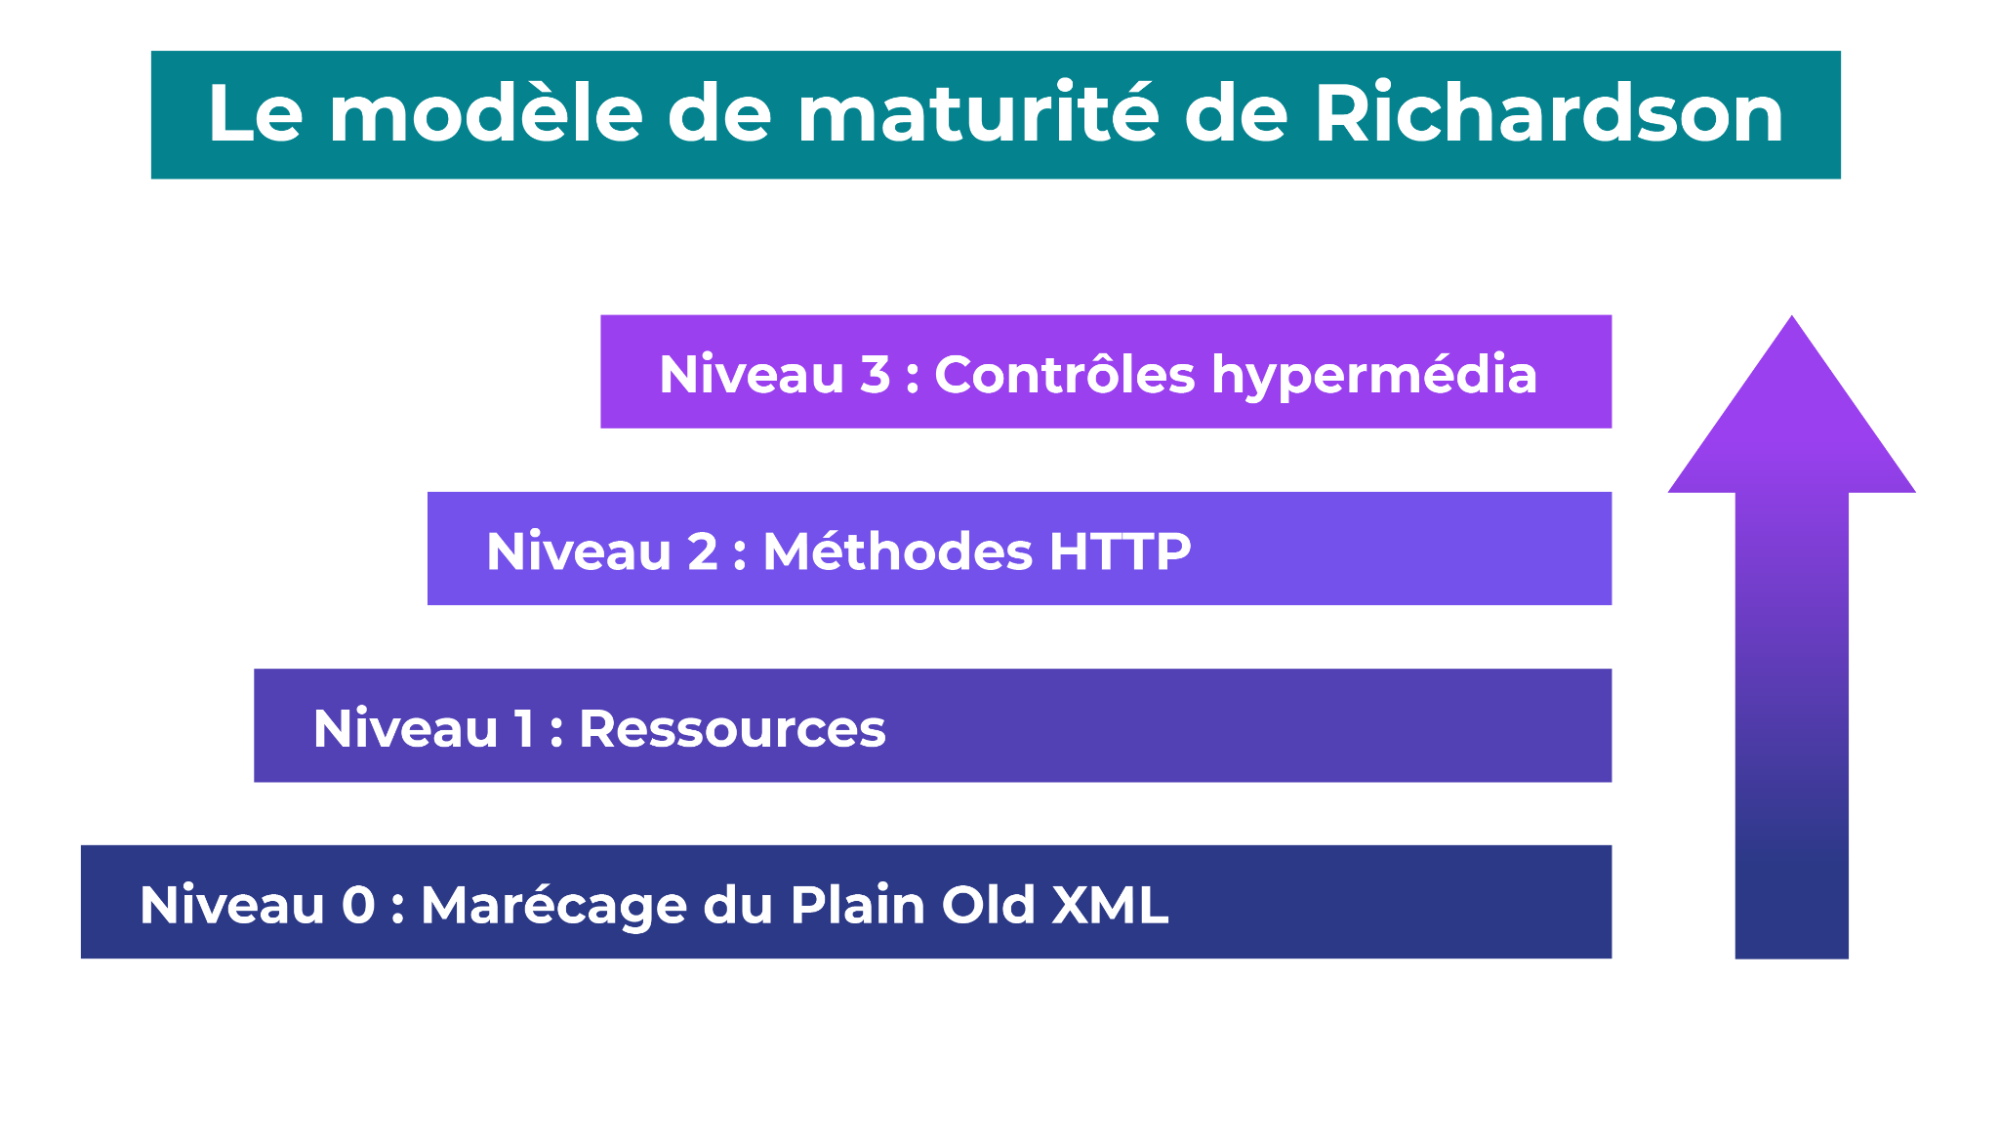 Le modèle de maturité de Richardson
Niveau 3 : Contrôles hypermédia
Niveau 2 : Méthodes HTTP
Niveau 1 : Ressources
Niveau 0 : Marécage du Plain Old XML